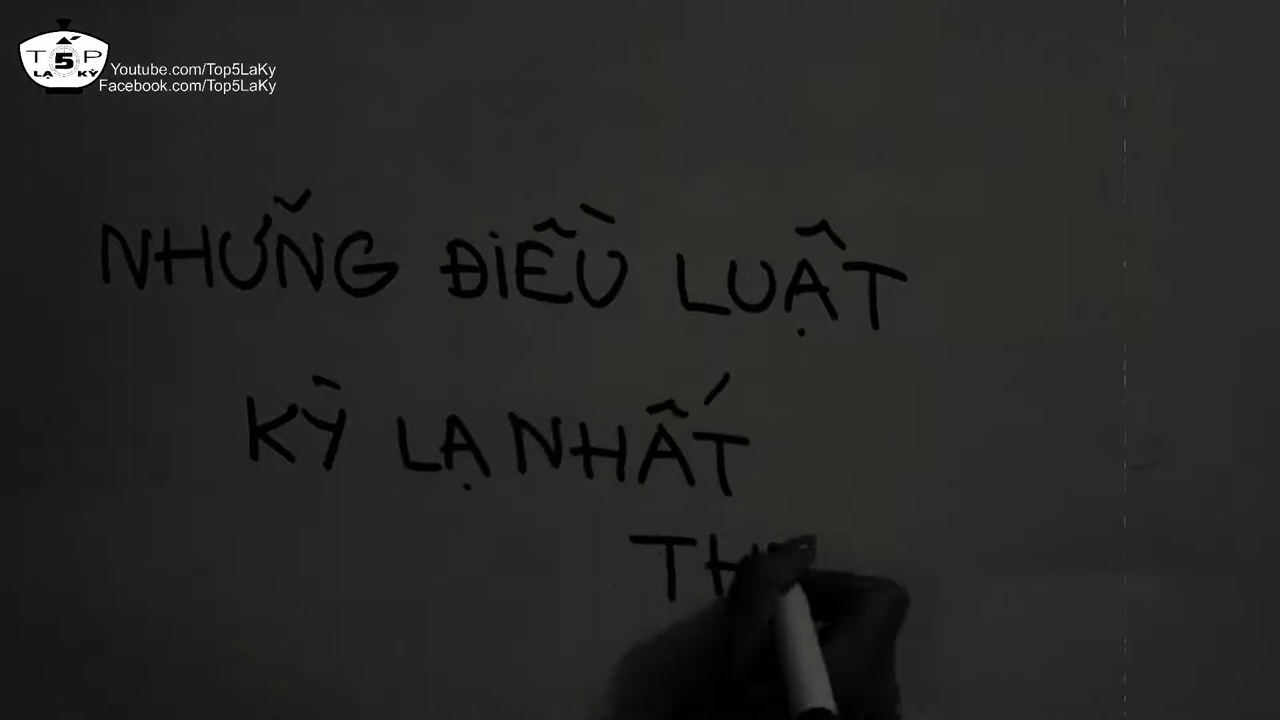 TOP 5
LẠ KỲ
Youtube.com/Top5LaKy
Facebook.com/Top5LaKy
NHỮNG ĐIỀU LUẬT
KỲ LẠ NHẤT